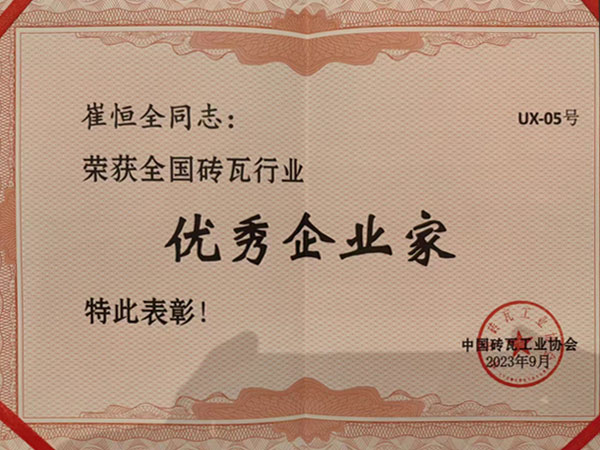 崔恒全同志：
UX-05号
荣获全国砖瓦行业
优秀企业家
特此表彰！
中国砖瓦工业协会
2023年9月